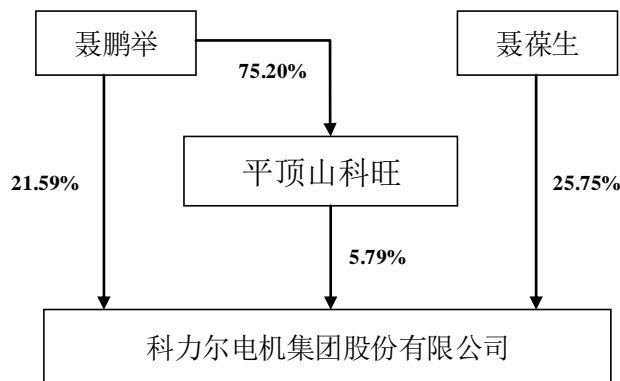 聂鹏举
聂葆生
75.20%
平顶山科旺
21.59%
25.75%
5.79%
科力尔电机集团股份有限公司